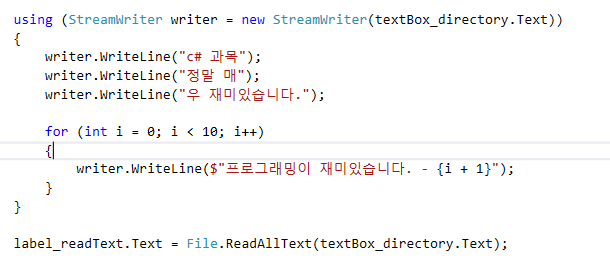 using (StreamWriter writer = new StreamWriter(textBox_directory.Text))
{
    writer.WriteLine("c# 과목");
    writer.WriteLine("정말 매");
    writer.WriteLine("우 재미있습니다.");

    for (int i = 0; i < 10; i++)
    {
        writer.WriteLine($"프로그래밍이 재미있습니다. - {i + 1}");
    }
}

label_readText.Text = File.ReadAllText(textBox_directory.Text);